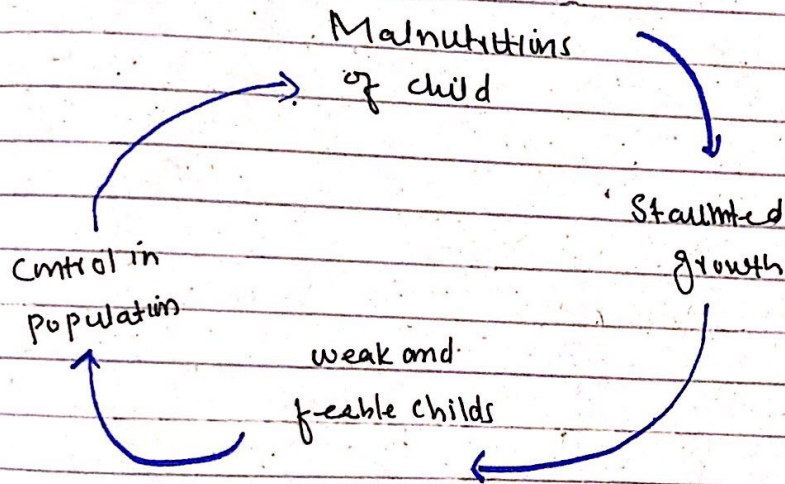 Malnutritions
of child
Staunted
growth
weak and
feeble childs
Control in
population